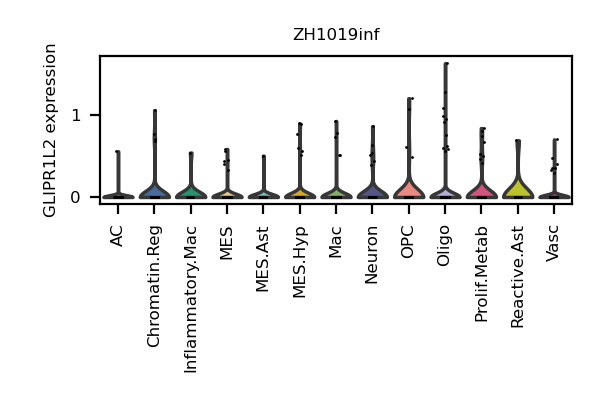 ZH1019inf
GLIPR1L2 expression
1
0
AC
Chromatin.Reg
Inflammatory.Mac
MES
MES.Ast
MES.Hyp
Mac
Neuron
OPC
Oligo
Prolif.Metab
Reactive.Ast
Vasc